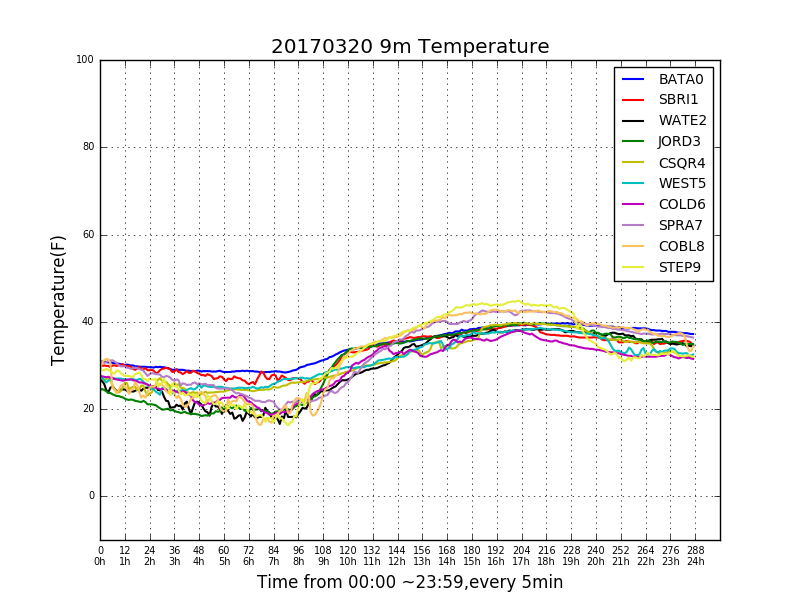 20170320 9m Temperature
100
80
60
40
20
0
Temperature(F)
BATA0
SBRI1
WATE2
JORD3
CSQR4
WEST5
COLD6
SPRA7
COBL8
STEP9
0 12 24 36 48 60 72 84 96 108 120 132 144 156 168 180 192 204 216 228 240 252 264 276 288
0h 1h 2h 3h 4h 5h 6h 7h 8h 9h 10h 11h 12h 13h 14h 15h 16h 17h 18h 19h 20h 21h 22h 23h 24h
Time from 00:00 ~23:59,every 5min